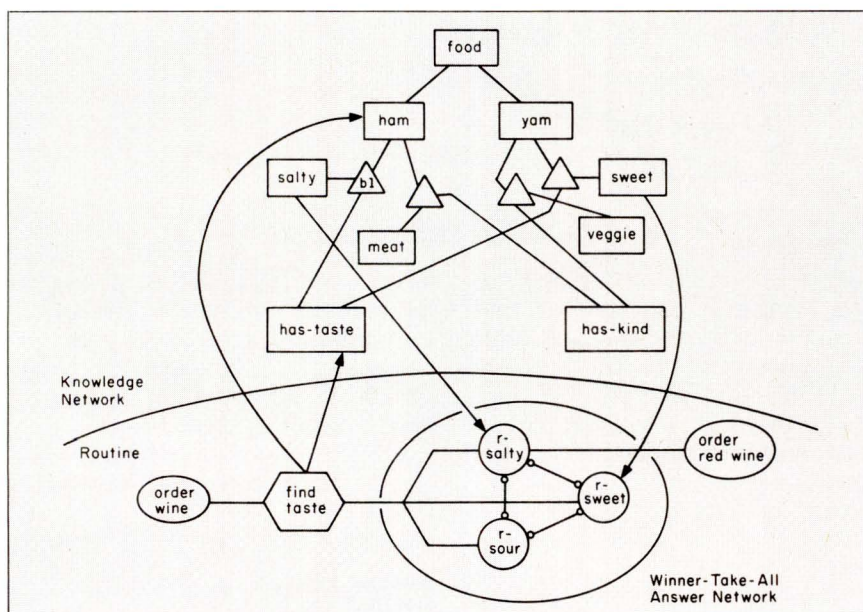 food
ham
yam
salty
b1
sweet
meat
veggie
has-taste
has-kind
Knowledge
Network
Routine
order
wine
find
taste
r-
salty
r-
sweet
r-
sour
order
red wine
Winner-Take-All
Answer Network